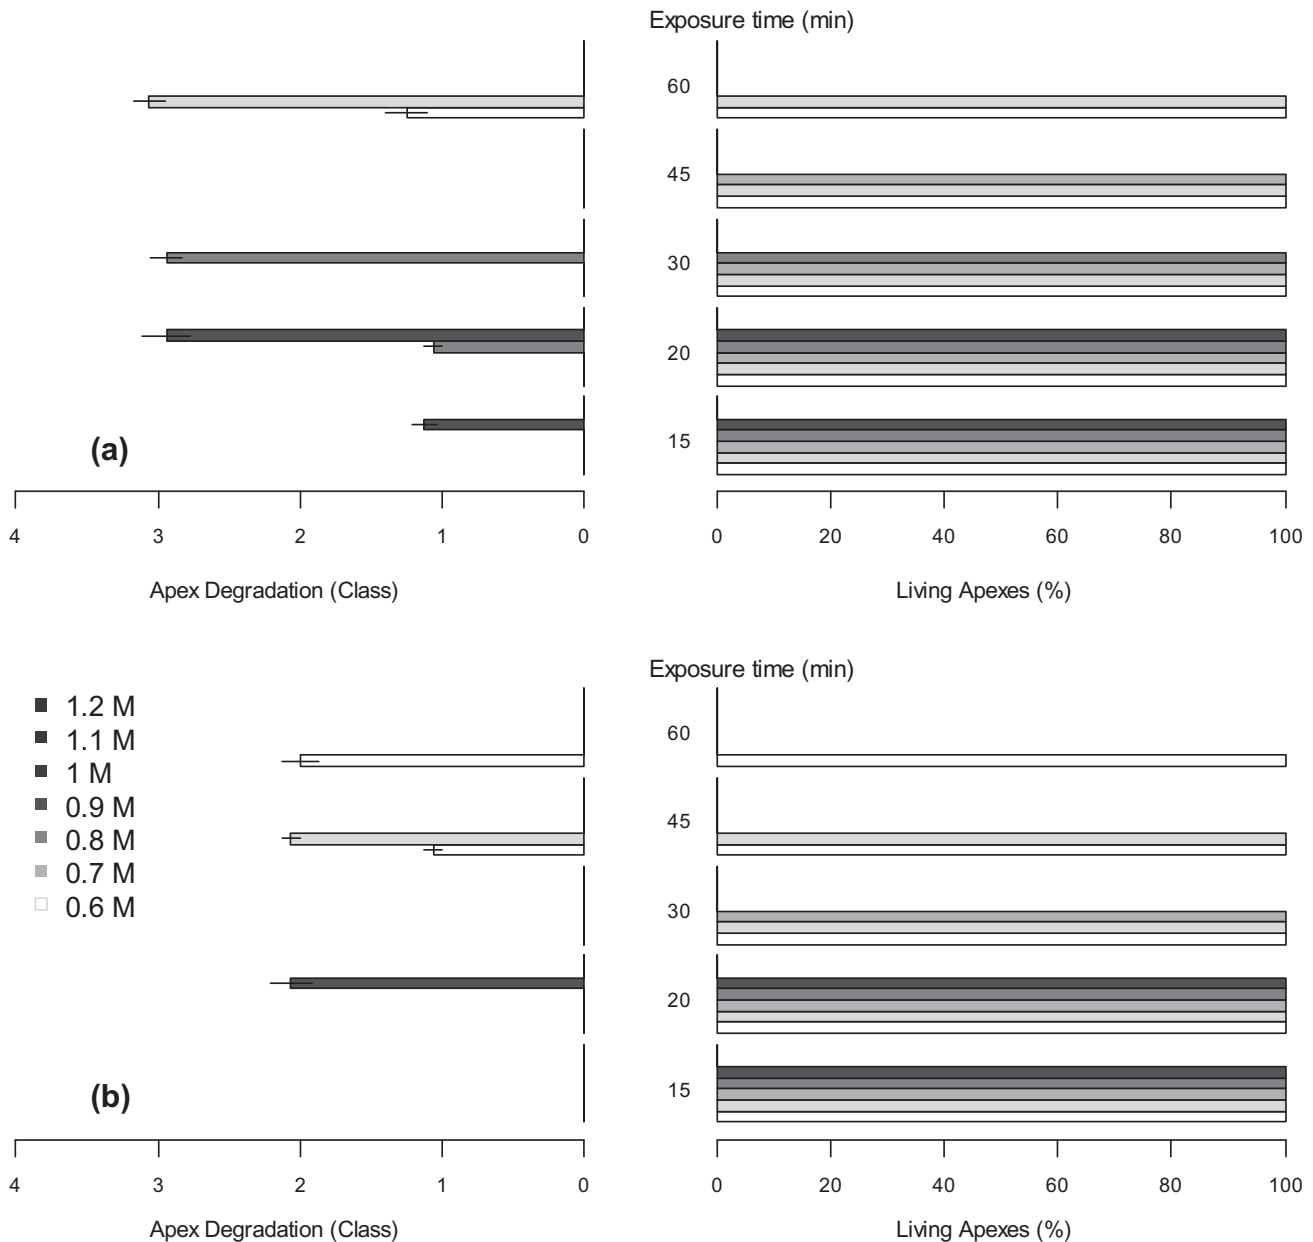 Exposure time (min)
60
45
30
20
15
(a)
4 3 2 1 0 0 20 40 60 80 100
Apex Degradation (Class) Living Apexes (%)
Exposure time (min)
1.2 M
1.1 M
1 M
0.9 M
0.8 M
0.7 M
0.6 M
60
45
30
20
15
(b)
4 3 2 1 0 0 20 40 60 80 100
Apex Degradation (Class) Living Apexes (%)